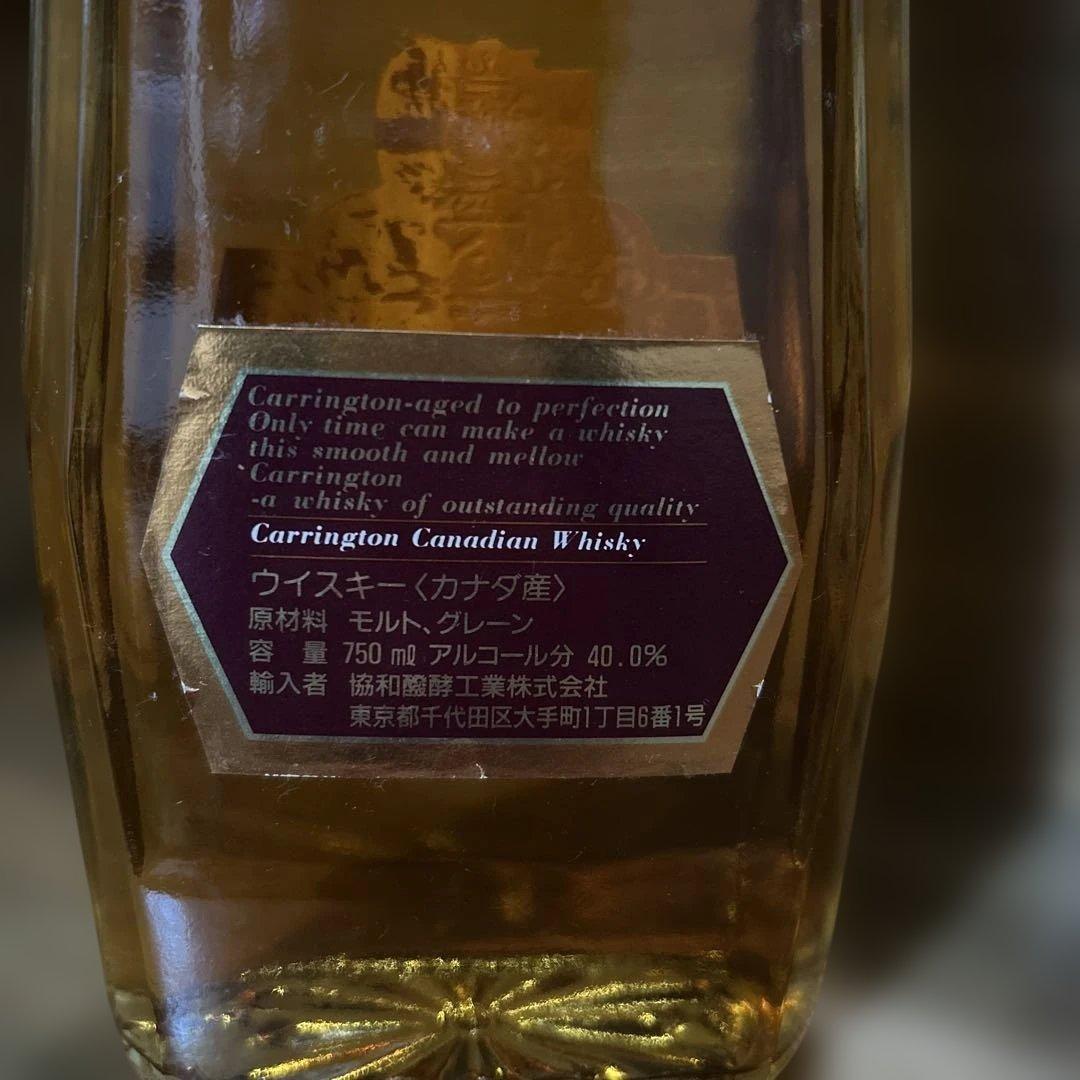 Carrington-aged to perfection
Only time can make a whisky
this smooth and mellow
Carrington
-a whisky of outstanding quality
Carrington Canadian Whisky
ウイスキー〈カナダ産〉
原材料 モルト、グレーン
容 量 750 ㎖ アルコール分 40.0%
輸入者 協和醱酵工業株式会社
東京都千代田区大手町1丁目6番1号